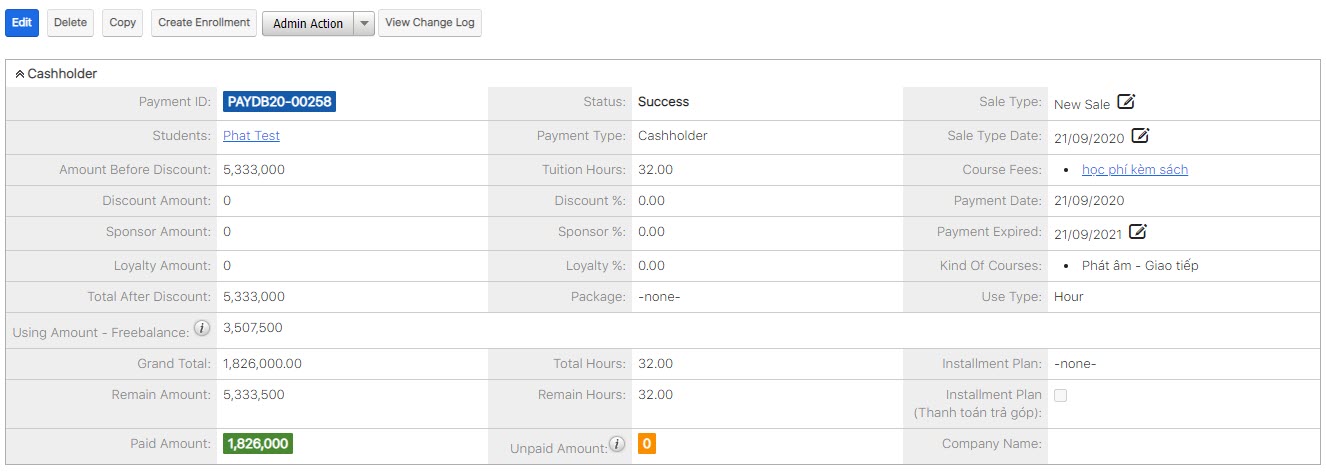 Edit Delete Copy Create Enrollment Admin Action View Change Log
Cashholder
Payment ID: PAYDB20-00258 Status: Success Sale Type: New Sale
Students: Phat Test Payment Type: Cashholder Sale Type Date: 21/09/2020
Amount Before Discount: 5,333,000 Tuition Hours: 32.00 Course Fees: • học phí kèm sách
Discount Amount: 0 Discount %: 0.00 Payment Date: 21/09/2020
Sponsor Amount: 0 Sponsor %: 0.00 Payment Expired: 21/09/2021
Loyalty Amount: 0 Loyalty %: 0.00 Kind Of Courses: • Phát âm - Giao tiếp
Total After Discount: 5,333,000 Package: -none- Use Type: Hour
Using Amount - Freebalance: i 3,507,500
Grand Total: 1,826,000.00 Total Hours: 32.00 Installment Plan: -none-
Remain Amount: 5,333,500 Remain Hours: 32.00 Installment Plan
(Thanh toán trả góp):
Paid Amount: 1,826,000 Unpaid Amount: i 0 Company Name: